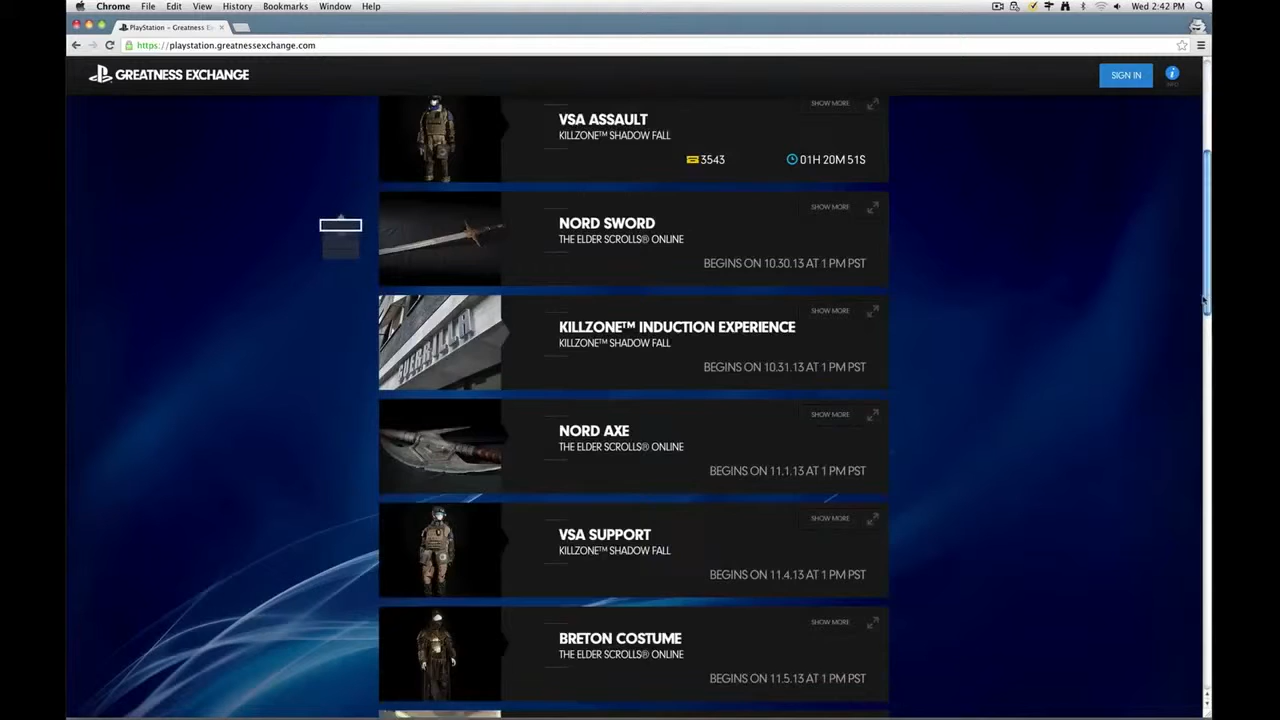 Chrome File Edit View History Bookmarks Window Help Wed 2:42 PM
PlayStation – Greatness Ex
https://playstation.greatnessexchange.com
GREATNESS EXCHANGE SIGN IN
INFO
SHOW MORE
VSA ASSAULT
KILLZONE™ SHADOW FALL
3543 01H 20M 51S
SHOW MORE
NORD SWORD
THE ELDER SCROLLS® ONLINE
BEGINS ON 10.30.13 AT 1 PM PST
SHOW MORE
KILLZONE™ INDUCTION EXPERIENCE
KILLZONE™ SHADOW FALL
GUERRILLA
BEGINS ON 10.31.13 AT 1 PM PST
SHOW MORE
NORD AXE
THE ELDER SCROLLS® ONLINE
BEGINS ON 11.1.13 AT 1 PM PST
SHOW MORE
VSA SUPPORT
KILLZONE™ SHADOW FALL
BEGINS ON 11.4.13 AT 1 PM PST
SHOW MORE
BRETON COSTUME
THE ELDER SCROLLS® ONLINE
BEGINS ON 11.5.13 AT 1 PM PST